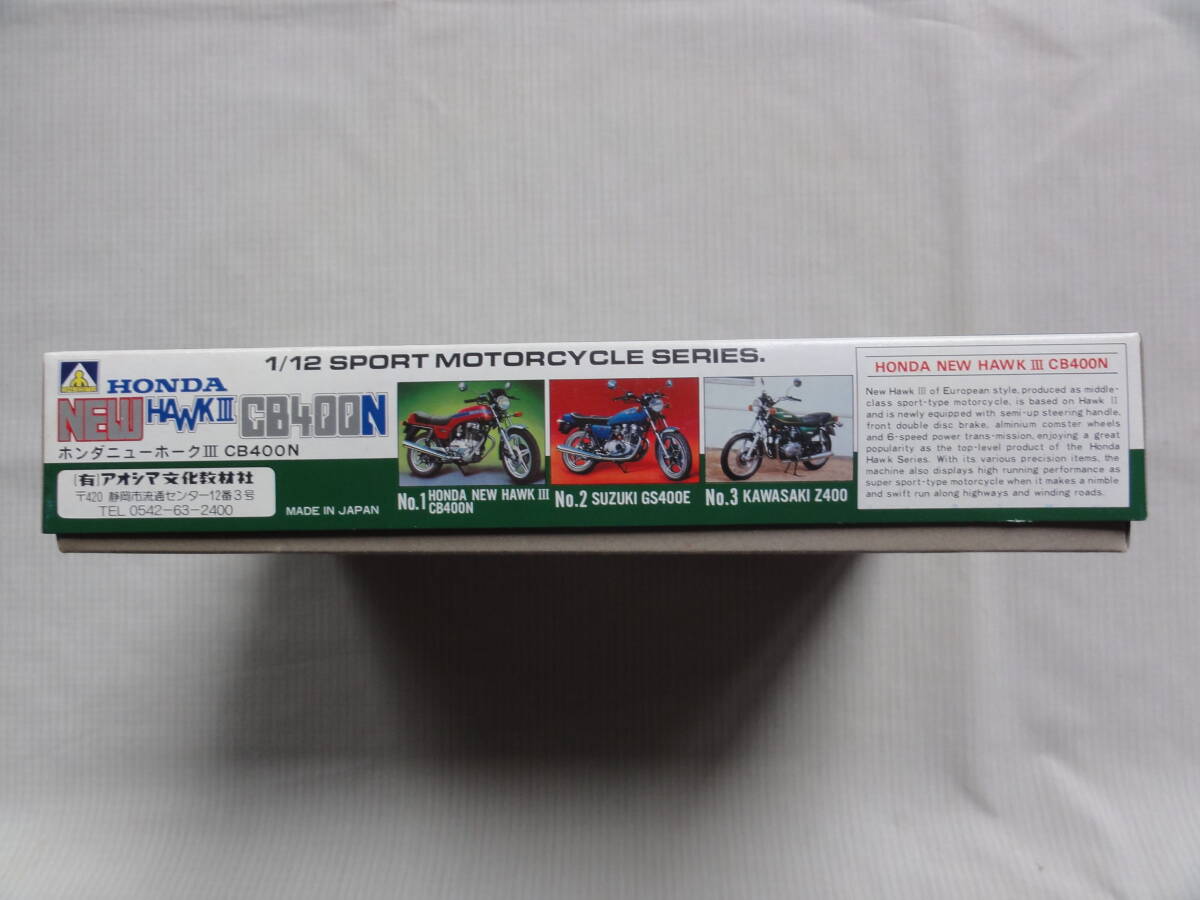 1/12 SPORT MOTORCYCLE SERIES.
HONDA
NEW HAWK III CB400N
ホンダニューホークIII CB400N
(有)アオシマ文化教材社
〒420 静岡市流通センター12番3号
TEL 0542-63-2400
MADE IN JAPAN
No.1 HONDA NEW HAWK III
CB400N
No.2 SUZUKI GS400E
No.3 KAWASAKI Z400
HONDA NEW HAWK III CB400N
New Hawk III of European style, produced as middle-
class sport-type motorcycle, is based on Hawk II
and is newly equipped with semi-up steering handle,
front double disc brake, alminium comster wheels
and 6-speed power trans-mission, enjoying a great
popularity as the top-level product of the Honda
Hawk Series. With its various precision items, the
machine also displays high running performance as
super sport-type motorcycle when it makes a nimble
and swift run along highways and winding roads.